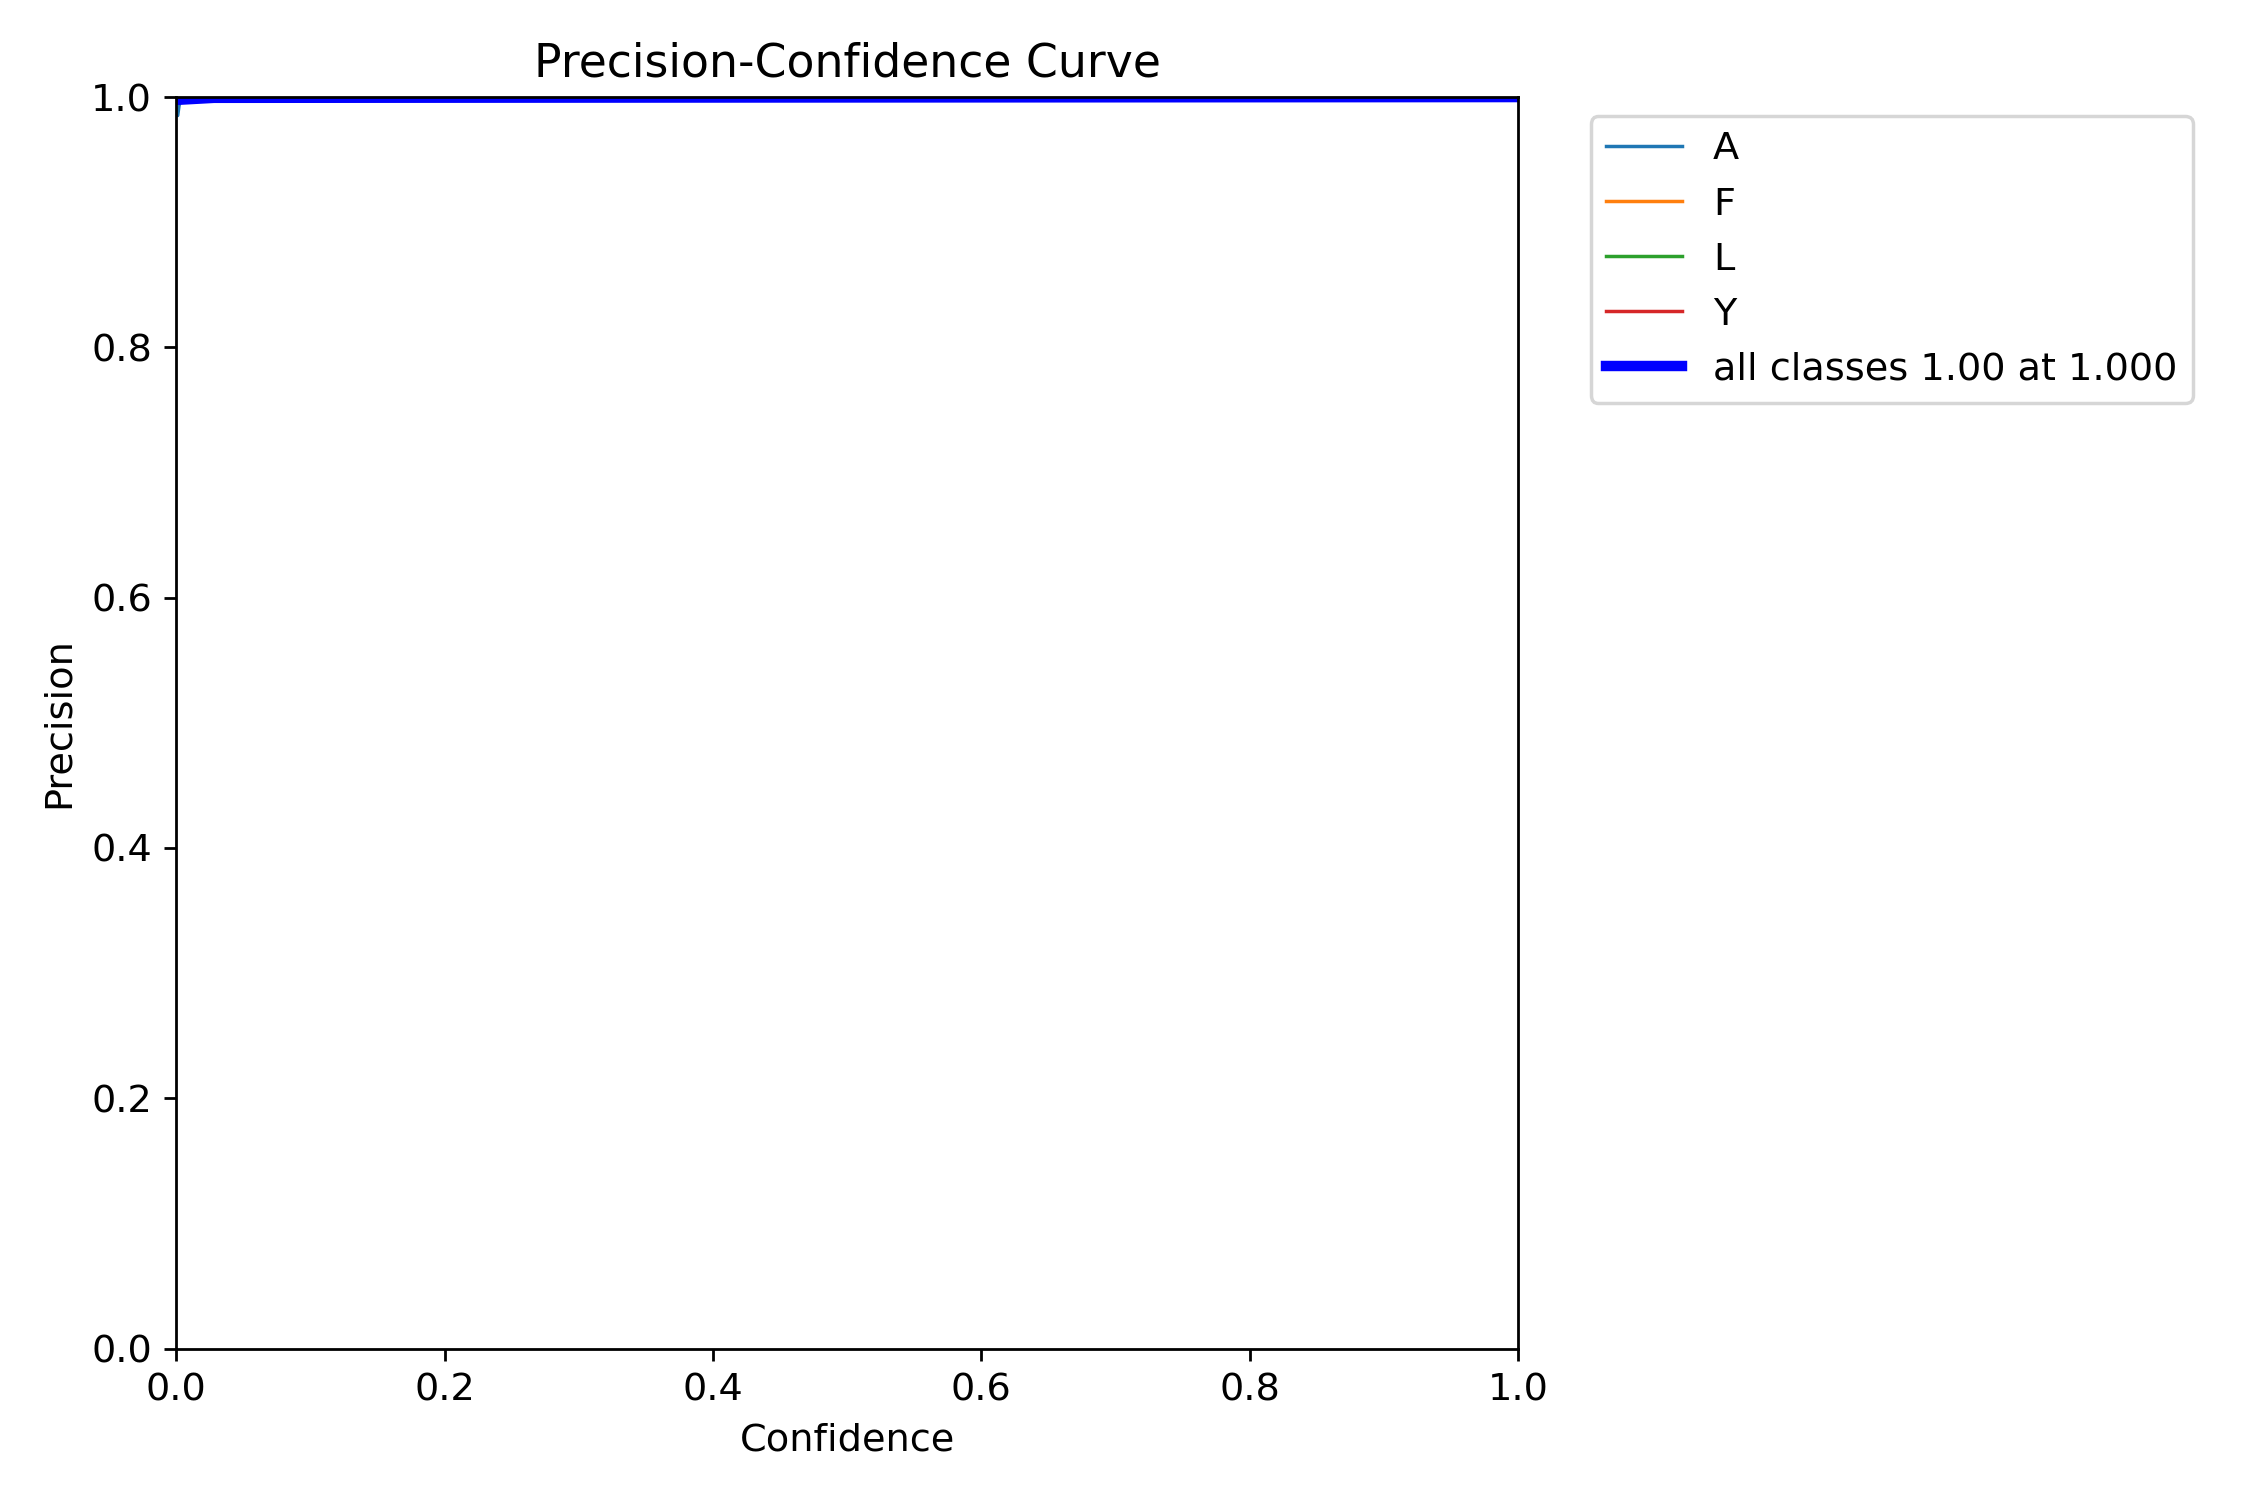 Precision-Confidence Curve
1.0
0.8
0.6
0.4
0.2
0.0
Precision
0.0 0.2 0.4 0.6 0.8 1.0
Confidence
A
F
L
Y
all classes 1.00 at 1.000